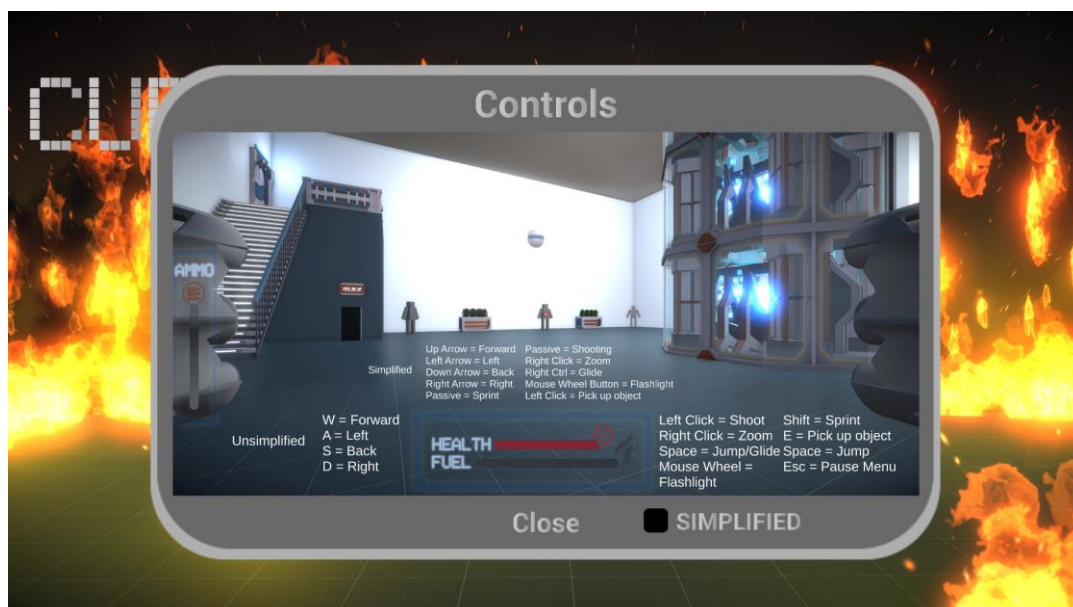 Controls
AMMO
Simplified
Up Arrow = Forward
Left Arrow = Left
Down Arrow = Back
Right Arrow = Right
Passive = Sprint
Passive = Shooting
Right Click = Zoom
Right Ctrl = Glide
Mouse Wheel Button = Flashlight
Left Click = Pick up object
Unsimplified
W = Forward
A = Left
S = Back
D = Right
HEALTH
FUEL
Left Click = Shoot
Right Click = Zoom
Space = Jump/Glide
Mouse Wheel =
Flashlight
Shift = Sprint
E = Pick up object
Space = Jump
Esc = Pause Menu
Close
SIMPLIFIED